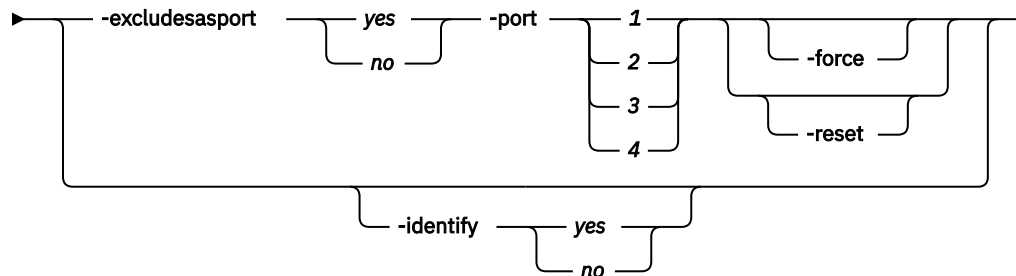 -excludesasport yes -port 1
no 2 -force
3
-reset
4
-identify yes
no